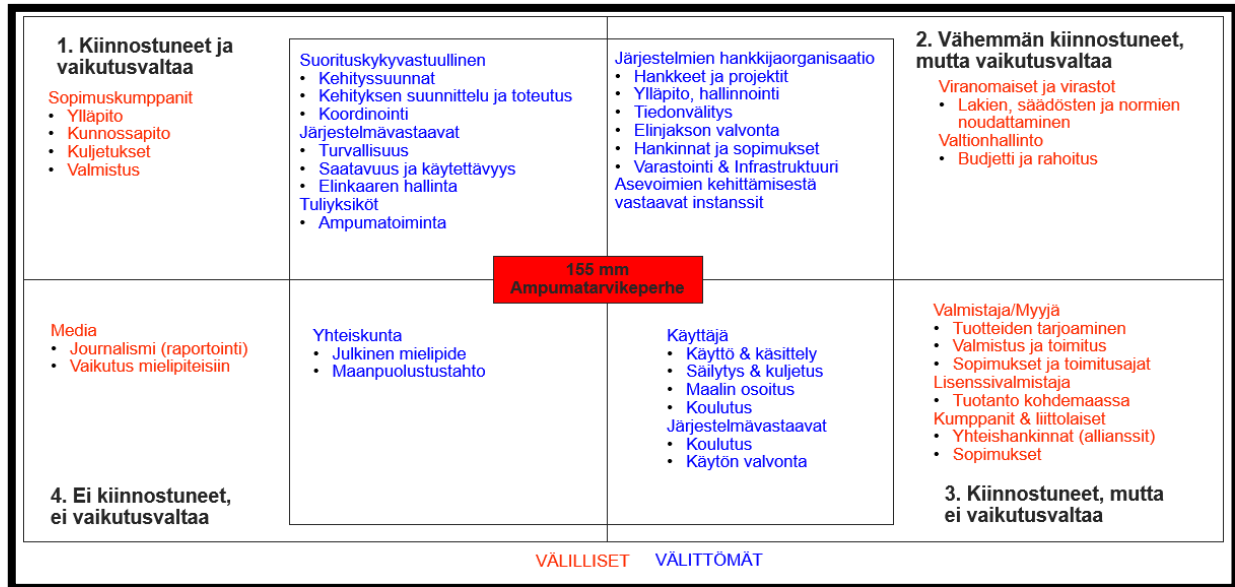 1. Kiinnostuneet ja
vaikutusvaltaa
Sopimuskumppanit
• Ylläpito
• Kunnossapito
• Kuljetukset
• Valmistus
Suorituskykyvastuullinen
• Kehityssuunnat
• Kehityksen suunnittelu ja toteutus
• Koordinointi
Järjestelmävastaavat
• Turvallisuus
• Saatavuus ja käytettävyys
• Elinkaaren hallinta
Tuliyksiköt
• Ampumatoiminta
Järjestelmien hankkijaorganisaatio
• Hankkeet ja projektit
• Ylläpito, hallinnointi
• Tiedonvälitys
• Elinjakson valvonta
• Hankinnat ja sopimukset
• Varastointi & Infrastruktuuri
Asevoimien kehittämisestä
vastaavat instanssit
2. Vähemmän kiinnostuneet,
mutta vaikutusvaltaa
Viranomaiset ja virastot
• Lakien, säädösten ja normien
noudattaminen
Valtionhallinto
• Budjetti ja rahoitus
155 mm
Ampumatarvikeperhe
Media
• Journalismi (raportointi)
• Vaikutus mielipiteisiin
4. Ei kiinnostuneet,
ei vaikutusvaltaa
Yhteiskunta
• Julkinen mielipide
• Maanpuolustustahto
Käyttäjä
• Käyttö & käsittely
• Säilytys & kuljetus
• Maalin osoitus
• Koulutus
Järjestelmävastaavat
• Koulutus
• Käytön valvonta
Valmistaja/Myyjä
• Tuotteiden tarjoaminen
• Valmistus ja toimitus
• Sopimukset ja toimitusajat
Lisenssivalmistaja
• Tuotanto kohdemaassa
Kumppanit & liittolaiset
• Yhteishankinnat (allianssit)
• Sopimukset
3. Kiinnostuneet, mutta
ei vaikutusvaltaa
VÄLILLISET VÄLITTÖMÄT